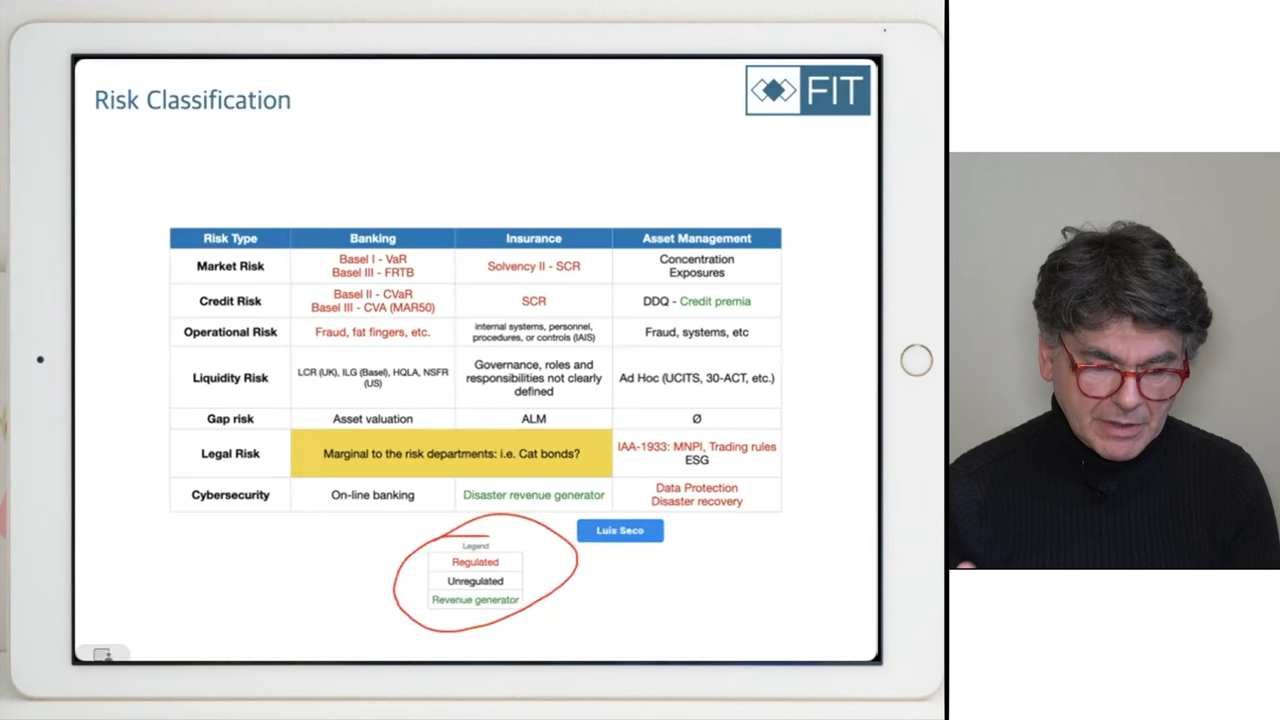 Risk Classification
FIT
Risk Type Banking Insurance Asset Management
Market Risk
Basel I - VaR
Basel III - FRTB
Solvency II - SCR
Concentration
Exposures
Credit Risk
Basel II - CVaR
Basel III - CVA (MAR50)
SCR
DDQ - Credit premia
Operational Risk
Fraud, fat fingers, etc.
internal systems, personnel,
procedures, or controls (IAIS)
Fraud, systems, etc
Liquidity Risk
LCR (UK), ILG (Basel), HQLA, NSFR
(US)
Governance, roles and
responsibilities not clearly
defined
Ad Hoc (UCITS, 30-ACT, etc.)
Gap risk
Asset valuation
ALM
Ø
Legal Risk
Marginal to the risk departments: i.e. Cat bonds?
IAA-1933: MNPI, Trading rules
ESG
Cybersecurity
On-line banking
Disaster revenue generator
Data Protection
Disaster recovery
Luis Seco
Legend
Regulated
Unregulated
Revenue generator